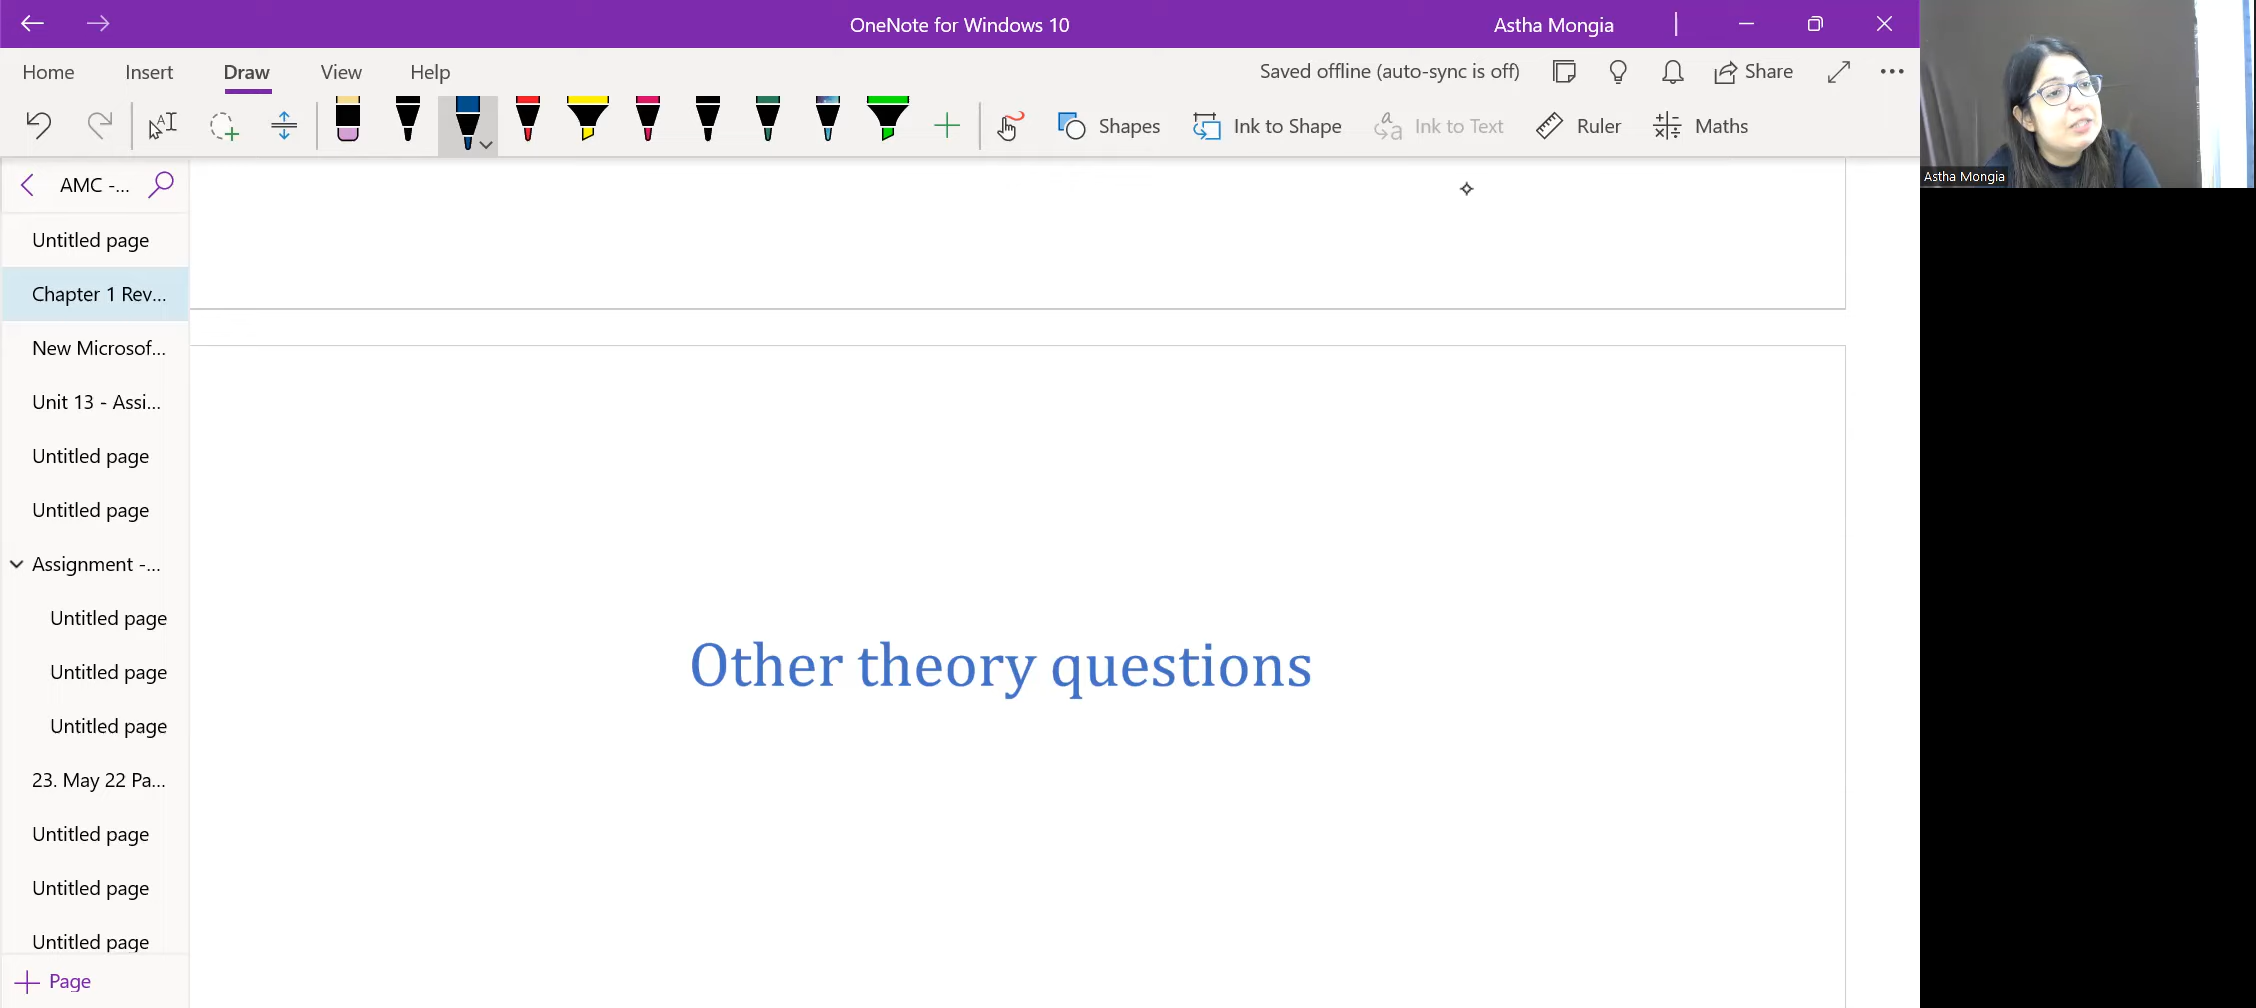 OneNote for Windows 10
Astha Mongia
Home
Insert
Draw
View
Help
Saved offline (auto-sync is off)
Share
Shapes
Ink to Shape
Ink to Text
Ruler
Maths
Astha Mongia
AMC -...
Untitled page
Chapter 1 Rev...
New Microsof...
Unit 13 - Assi...
Untitled page
Untitled page
Assignment -...
Untitled page
Untitled page
Untitled page
23. May 22 Pa...
Untitled page
Untitled page
Untitled page
Page
Other theory questions